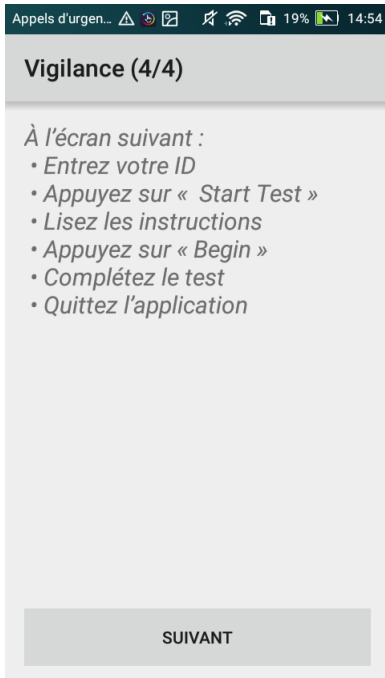 Appels d'urgen... 19% 14:54
Vigilance (4/4)
À l'écran suivant :
• Entrez votre ID
• Appuyez sur «  Start Test »
• Lisez les instructions
• Appuyez sur « Begin »
• Complétez le test
• Quittez l'application
SUIVANT